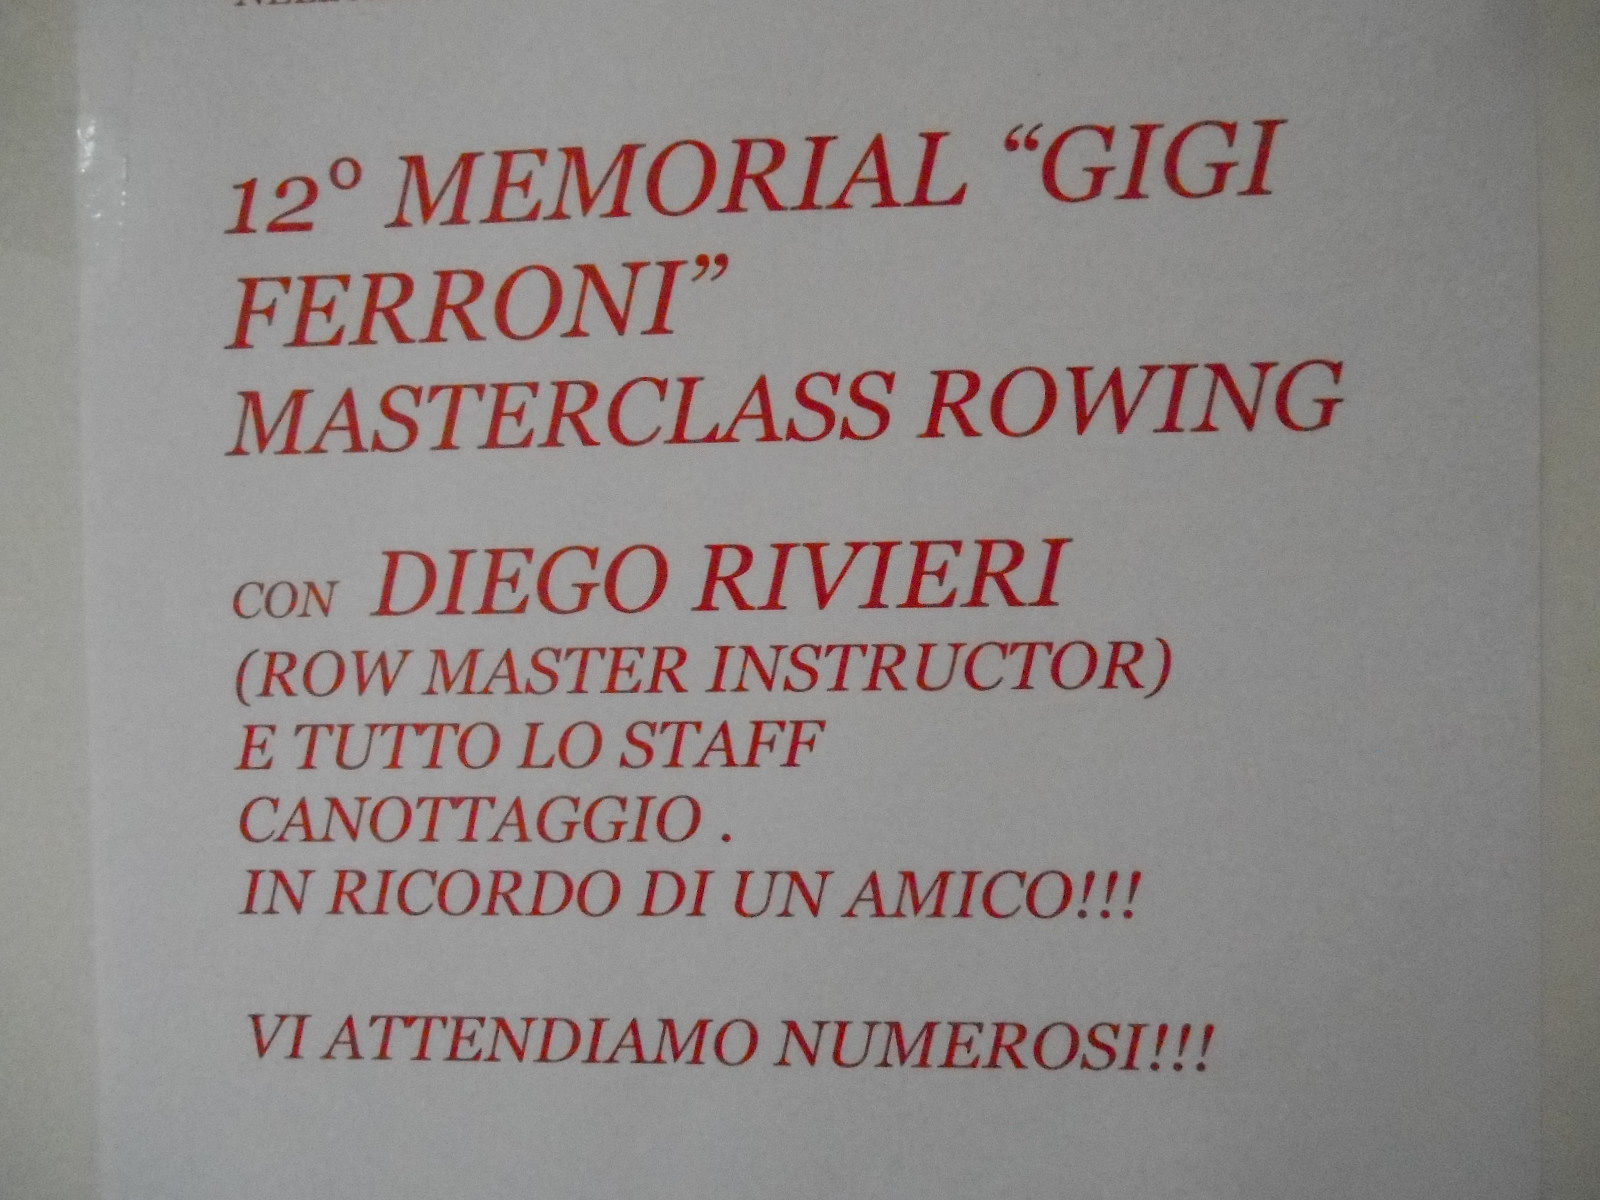 12° MEMORIAL “GIGI
FERRONI”
MASTERCLASS ROWING
CON DIEGO RIVIERI
(ROW MASTER INSTRUCTOR)
E TUTTO LO STAFF
CANOTTAGGIO .
IN RICORDO DI UN AMICO!!!
VI ATTENDIAMO NUMEROSI!!!